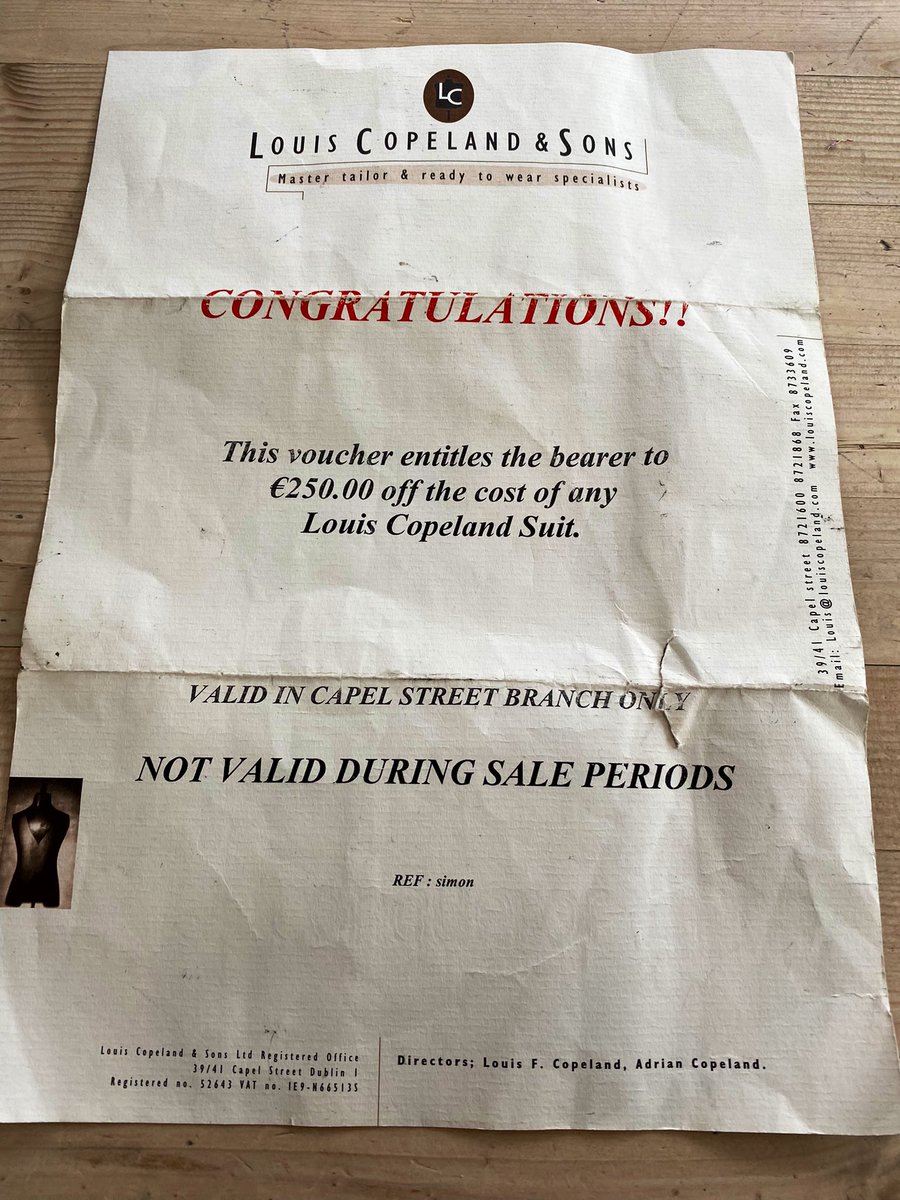 LC
LOUIS COPELAND & SONS
Master tailor & ready to wear specialists
CONGRATULATIONS!!
This voucher entitles the bearer to
€250.00 off the cost of any
Louis Copeland Suit.
39/41 Capel street 8721600 8721868 Fax 8733609
Email: Louis@louiscopeland.com www.louiscopeland.com
VALID IN CAPEL STREET BRANCH ONLY
NOT VALID DURING SALE PERIODS
REF : simon
Louis Copeland & Sons Ltd Registered Office
39/41 Capel Street Dublin 1
Registered no. 52643 VAT no. IE9-N66513S
Directors; Louis F. Copeland, Adrian Copeland.